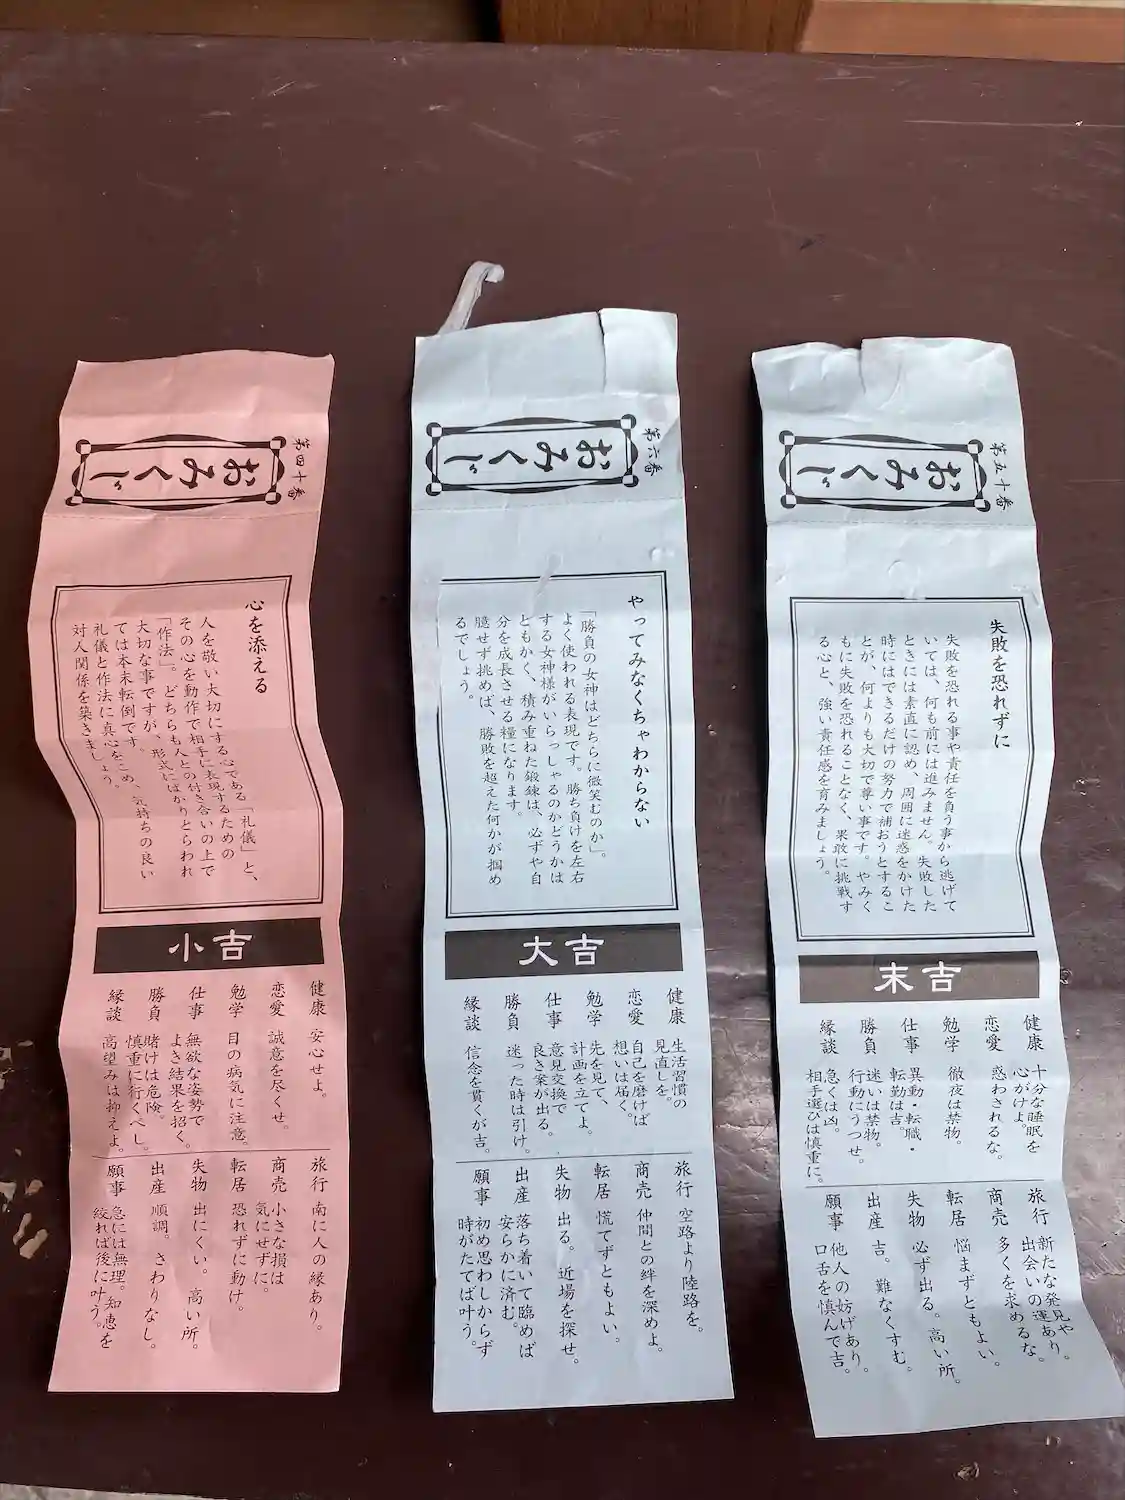 第四十番
おみくじ
心を添える
人を敬い大切にする心である「礼儀」と、
その心を動作で相手に表現するための
「作法」。どちらも人との付き合いの上で
大切な事ですが、形式にばかりとらわれ
ては本末転倒です。
礼儀と作法に真心をこめ、気持ちの良い
対人関係を築きましょう。
小吉
健康 安心せよ。
恋愛 誠意を尽くせ。
勉学 目の病気に注意。
仕事 無欲な姿勢で
よき結果を招く。
勝負 賭けは危険。
慎重に行くべし。
縁談 高望みは抑えよ。
旅行 南に人の縁あり。
商売 小さな損は
気にせずに。
転居 恐れずに動け。
失物 出にくい。高い所。
出産 順調。さわりなし。
願事 急には無理。知恵を
絞れば後に叶う。
第六番
おみくじ
やってみなくちゃわからない
「勝負の女神はどちらに微笑むのか」。
よく使われる表現です。勝ち負けを左右
する女神様がいらっしゃるのかどうかは
ともかく、積み重ねた鍛錬は、必ずや自
分を成長させる糧になります。
臆せず挑めば、勝敗を超えた何かが掴め
るでしょう。
大吉
健康 生活習慣の
見直しを。
恋愛 自己を磨けば
想いは届く。
勉学 先を見て、
計画を立てよ。
仕事 意見交換で
良き案が出る。
勝負 迷った時は引け。
縁談 信念を貫くが吉。
旅行 空路より陸路を。
商売 仲間との絆を深めよ。
転居 慌てずともよい。
失物 出る。近場を探せ。
出産 落ち着いて臨めば
安らかに済む。
願事 初め思わしからず
時がたてば叶う。
第五十番
おみくじ
失敗を恐れずに
失敗を恐れる事や責任を負う事から逃げて
いては、何も前には進みません。失敗した
ときには素直に認め、周囲に迷惑をかけた
時にはできるだけの努力で補おうとするこ
とが、何よりも大切で尊い事です。やみく
もに失敗を恐れることなく、果敢に挑戦す
る心と、強い責任感を育みましょう。
末吉
健康 十分な睡眠を
心がけよ。
恋愛 惑わされるな。
勉学 徹夜は禁物。
仕事 異動・転職・
転勤は吉。
勝負 迷いは禁物。
行動にうつせ。
縁談 急くは凶。
相手選びは慎重に。
旅行 新たな発見や
出会いの運あり。
商売 多くを求めるな。
転居 悩まずともよい。
失物 必ず出る。高い所。
出産 吉。難なくすむ。
願事 他人の妨げあり。
口舌を慎んで吉。